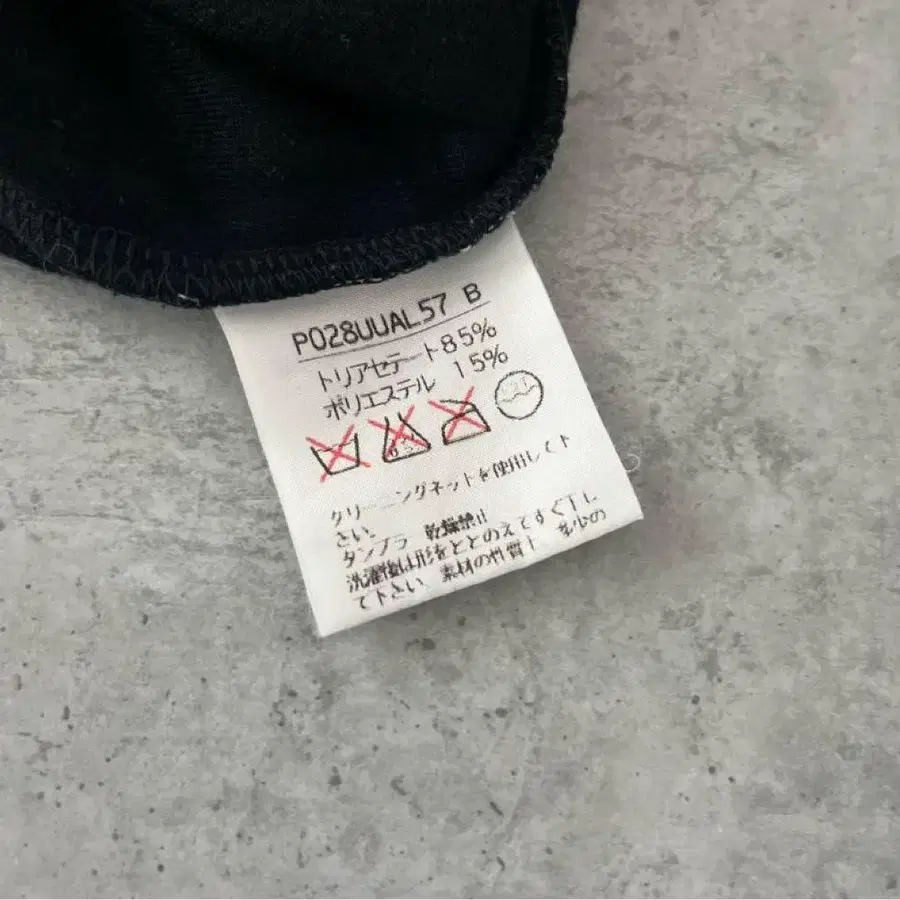 P028UUAL57 B
トリアセテート85%
ポリエステル 15%
クリーニングネットを使用して下
さい。
タンブラー乾燥禁止
洗濯後は形をととのえてすぐ干し
て下さい。素材の性質上 多少の